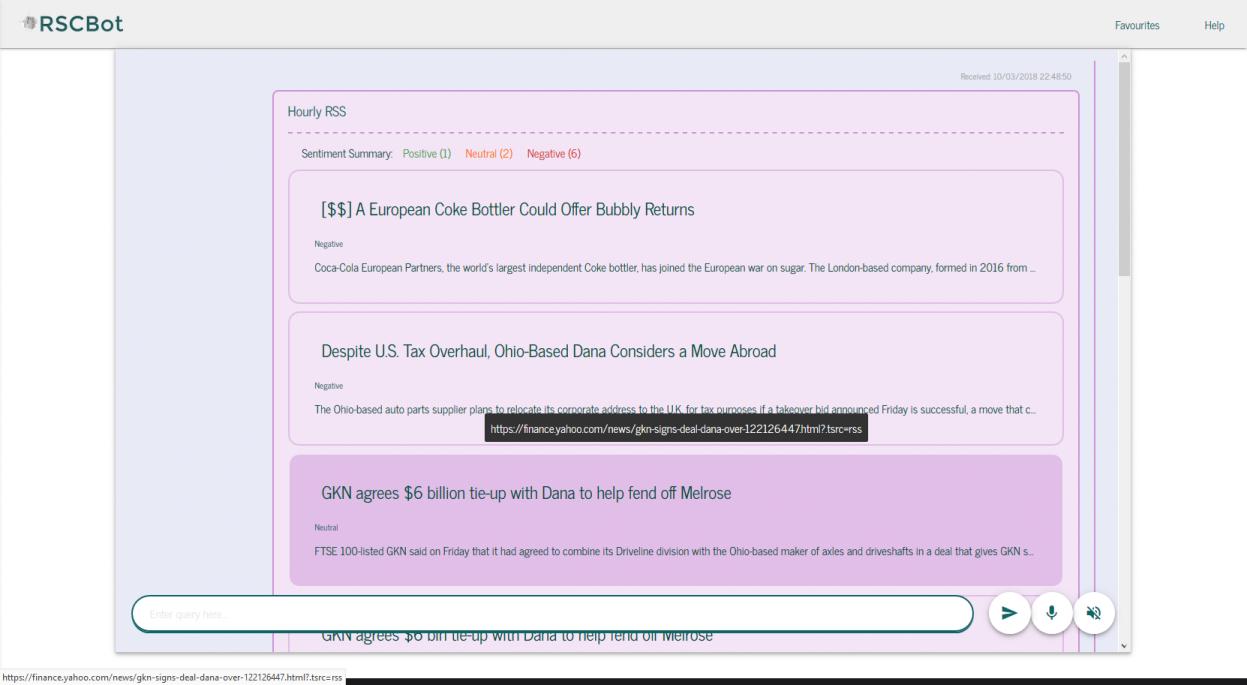 RSCBot
Favourites
Help
Received: 10/03/2018 22:48:50
Hourly RSS
Sentiment Summary: Positive (1) Neutral (2) Negative (6)
[$$] A European Coke Bottler Could Offer Bubbly Returns
Negative
Coca-Cola European Partners, the world's largest independent Coke bottler, has joined the European war on sugar. The London-based company, formed in 2016 from ...
Despite U.S. Tax Overhaul, Ohio-Based Dana Considers a Move Abroad
Negative
The Ohio-based auto parts supplier plans to relocate its corporate address to the U.K. for tax purposes if a takeover bid announced Friday is successful, a move that c...
https://finance.yahoo.com/news/gkn-signs-deal-dana-over-122126447.html?.tsrc=rss
GKN agrees $6 billion tie-up with Dana to help fend off Melrose
Neutral
FTSE 100-listed GKN said on Friday that it had agreed to combine its Driveline division with the Ohio-based maker of axles and driveshafts in a deal that gives GKN s...
Enter query here...
GKN agrees $6 bln tie-up with Dana to help fend off Melrose
https://finance.yahoo.com/news/gkn-signs-deal-dana-over-122126447.html?.tsrc=rss